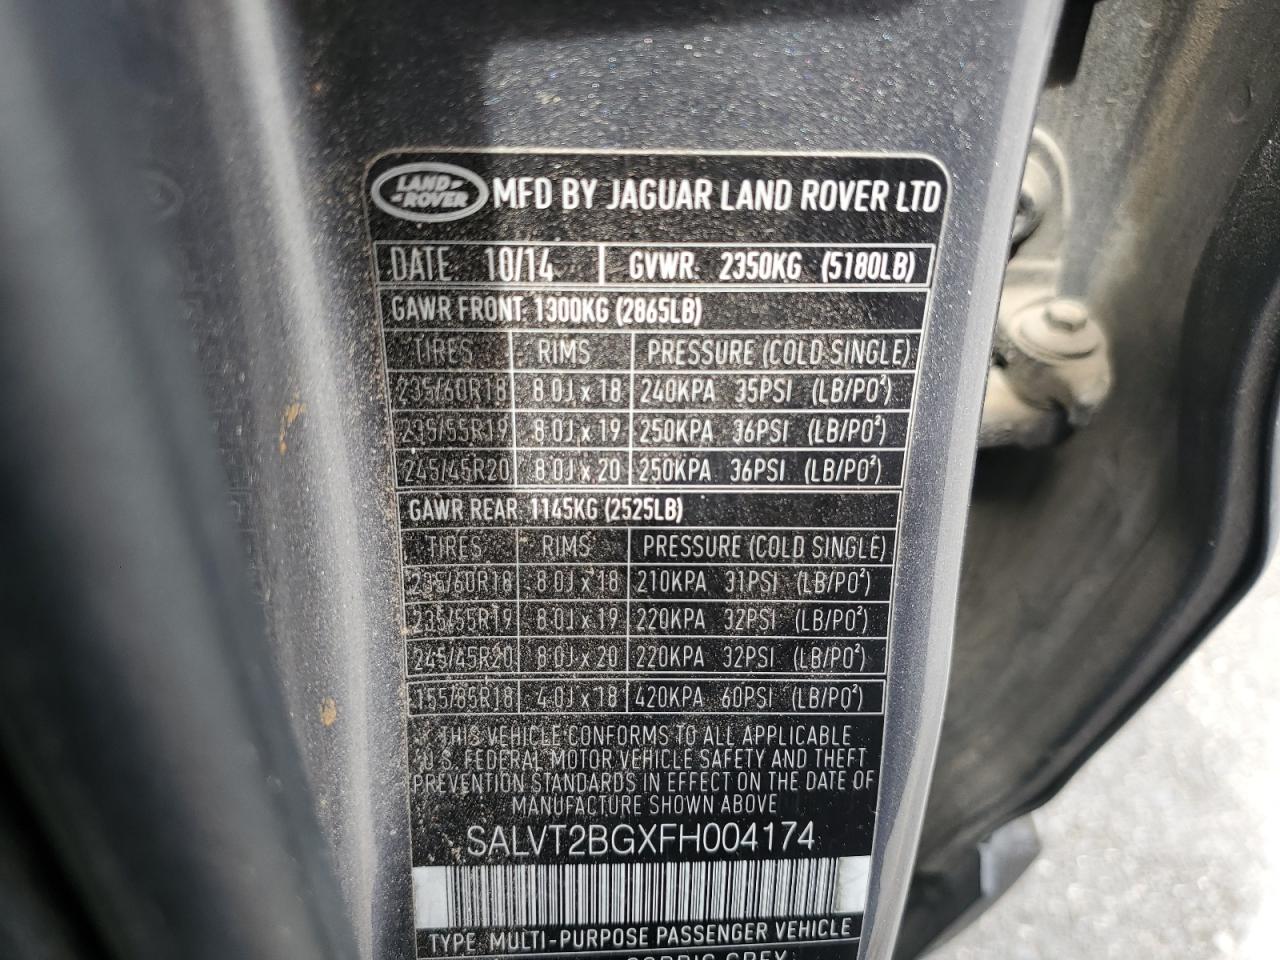 LAND ROVER MFD BY JAGUAR LAND ROVER LTD
DATE 10/14 GVWR 2350KG (5180LB)
GAWR FRONT 1300KG (2865LB)
TIRES RIMS PRESSURE (COLD SINGLE)
235/60R18 8.0J x 18 240KPA 35PSI (LB/PO²)
235/55R19 8.0J x 19 250KPA 36PSI (LB/PO²)
245/45R20 8.0J x 20 250KPA 36PSI (LB/PO²)
GAWR REAR 1145KG (2525LB)
TIRES RIMS PRESSURE (COLD SINGLE)
235/60R18 8.0J x 18 210KPA 31PSI (LB/PO²)
235/55R19 8.0J x 19 220KPA 32PSI (LB/PO²)
245/45R20 8.0J x 20 220KPA 32PSI (LB/PO²)
155/85R18 4.0J x 18 420KPA 60PSI (LB/PO²)
THIS VEHICLE CONFORMS TO ALL APPLICABLE
U.S. FEDERAL MOTOR VEHICLE SAFETY AND THEFT
PREVENTION STANDARDS IN EFFECT ON THE DATE OF
MANUFACTURE SHOWN ABOVE
SALVT2BGXFH004174
TYPE MULTI-PURPOSE PASSENGER VEHICLE
GREY